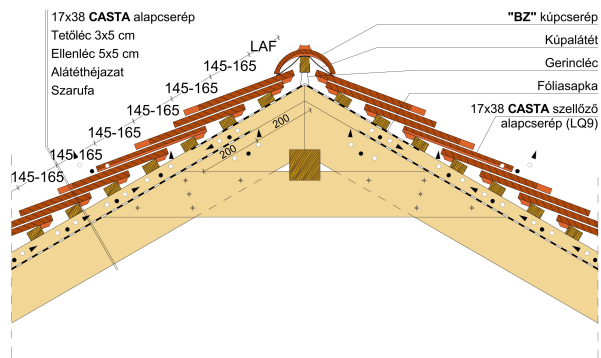 17x38 CASTA alapcserép
Tetőléc 3x5 cm
Ellenléc 5x5 cm
Alátéthéjazat
Szarufa
LAF
145-165
145-165
145-165
145-165
145-165
145-165
200
200
"BZ" kúpcserép
Kúpalátét
Gerincléc
Fóliasapka
17x38 CASTA szellőző
alapcserép (LQ9)